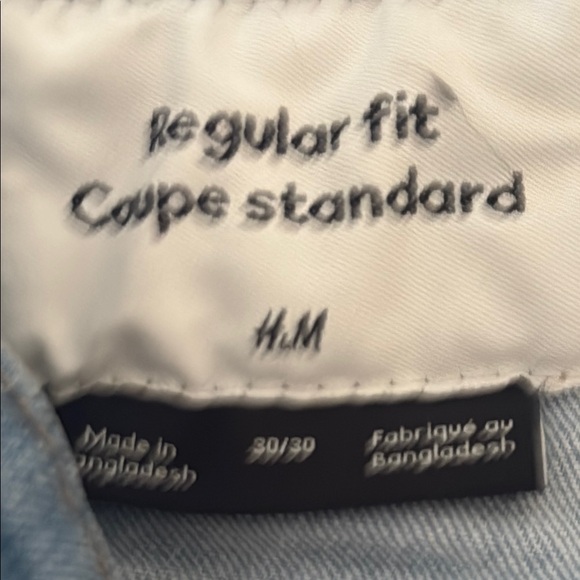 Regular fit
Coupe standard
H&M
Made in
Bangladesh
30/30
Fabriqué au
Bangladesh